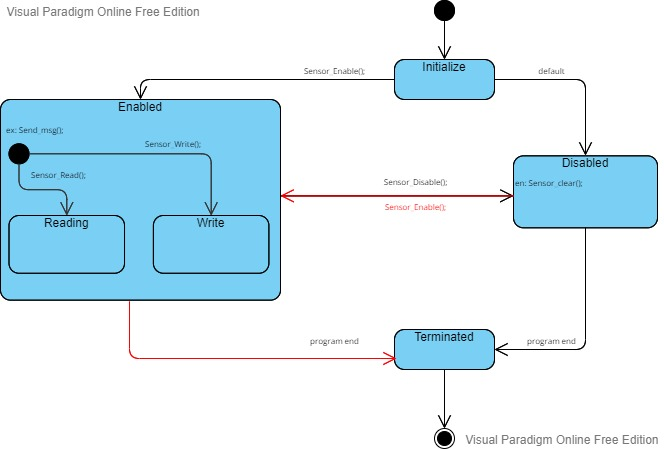 Visual Paradigm Online Free Edition
Initialize
Sensor_Enable();
default
Enabled
ex: Send_msg();
Sensor_Write();
Sensor_Read();
Reading
Write
Disabled
en: Sensor_clear();
Sensor_Disable();
Sensor_Enable();
program end
Terminated
program end
Visual Paradigm Online Free Edition